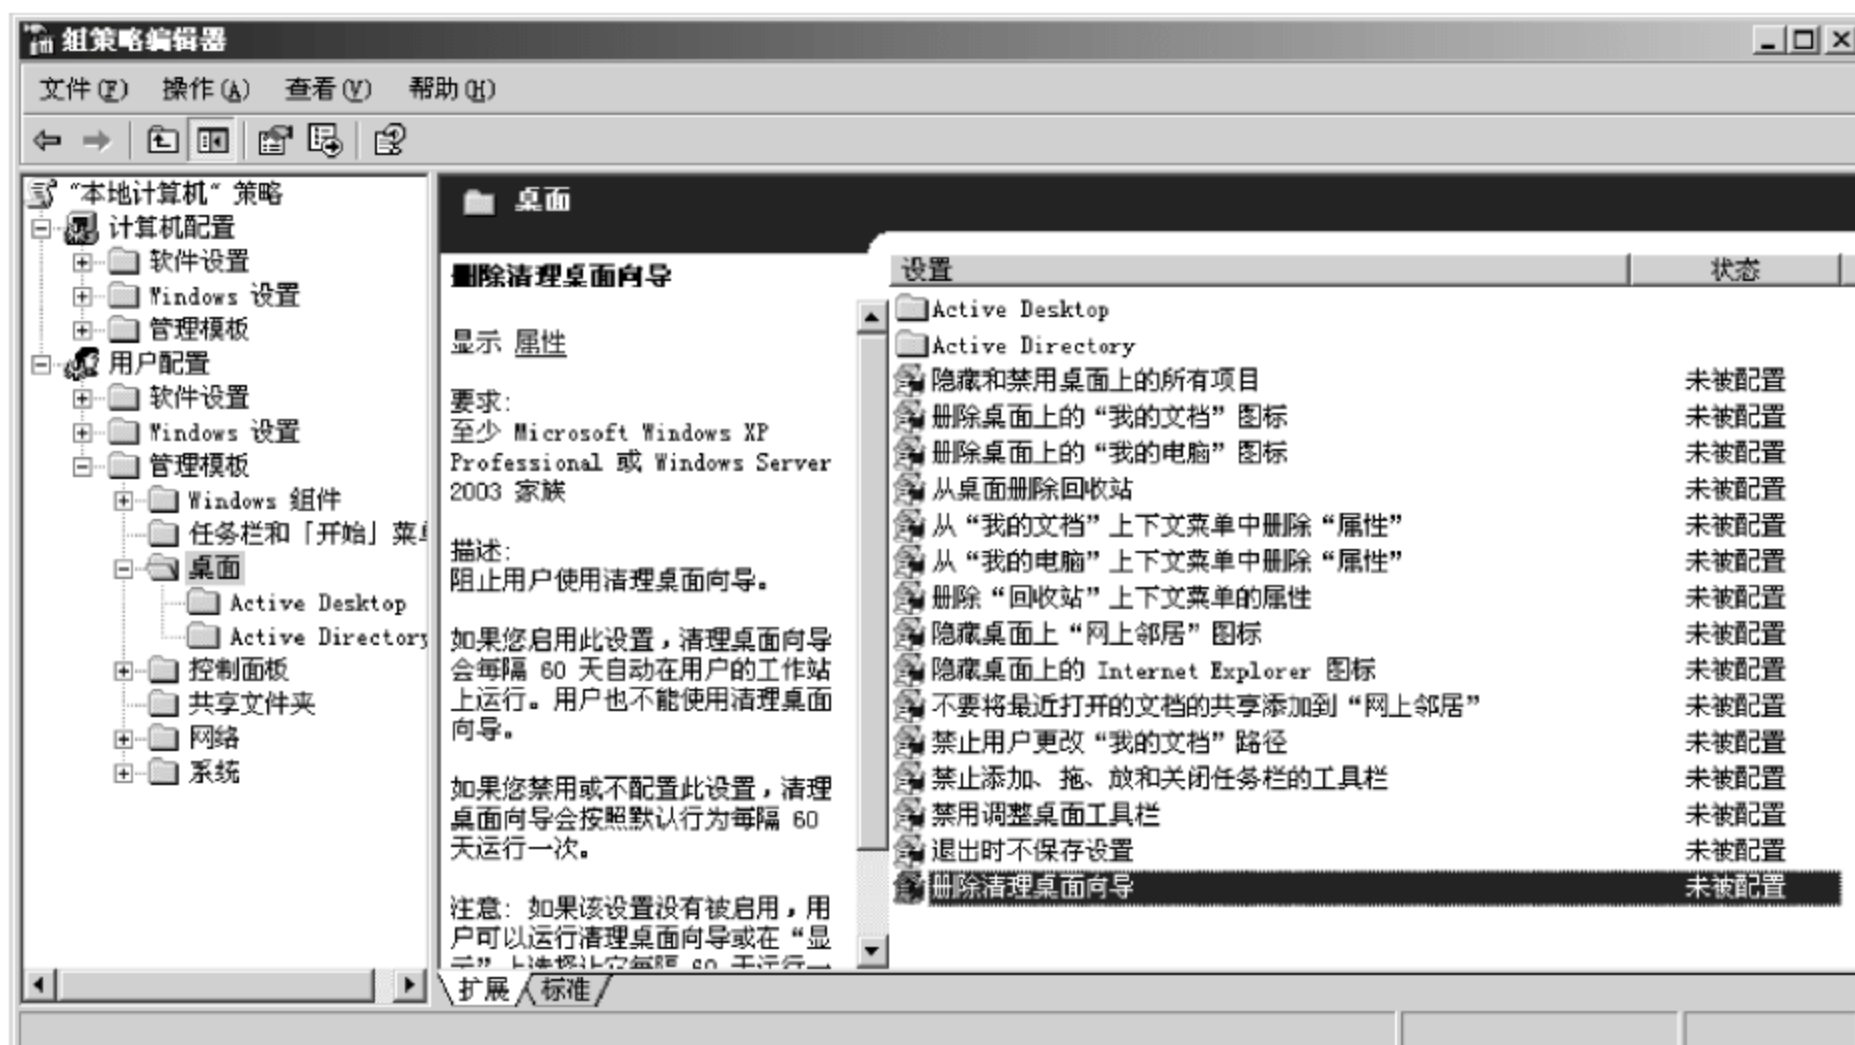 组策略编辑器
文件(F) 操作(A) 查看(V) 帮助(H)
“本地计算机“ 策略
计算机配置
软件设置
Windows 设置
管理模板
用户配置
软件设置
Windows 设置
管理模板
Windows 组件
任务栏和「开始」菜单
桌面
Active Desktop
Active Directory
控制面板
共享文件夹
网络
系统
桌面
删除清理桌面向导
显示 属性
要求:
至少 Microsoft Windows XP
Professional 或 Windows Server
2003 家族
描述:
阻止用户使用清理桌面向导。
如果您启用此设置，清理桌面向导
会每隔 60 天自动在用户的工作站
上运行。用户也不能使用清理桌面
向导。
如果您禁用或不配置此设置，清理
桌面向导会按照默认行为每隔 60
天运行一次。
注意: 如果该设置没有被启用，用
户可以运行清理桌面向导或在“显
示”上选择让它每隔 60 天运行一
设置 状态
Active Desktop
Active Directory
隐藏和禁用桌面上的所有项目 未被配置
删除桌面上的“我的文档”图标 未被配置
删除桌面上的“我的电脑”图标 未被配置
从桌面删除回收站 未被配置
从“我的文档”上下文菜单中删除“属性” 未被配置
从“我的电脑”上下文菜单中删除“属性” 未被配置
删除“回收站”上下文菜单的属性 未被配置
隐藏桌面上“网上邻居”图标 未被配置
隐藏桌面上的 Internet Explorer 图标 未被配置
不要将最近打开的文档的共享添加到“网上邻居” 未被配置
禁止用户更改“我的文档”路径 未被配置
禁止添加、拖、放和关闭任务栏的工具栏 未被配置
禁用调整桌面工具栏 未被配置
退出时不保存设置 未被配置
删除清理桌面向导 未被配置
扩展 标准